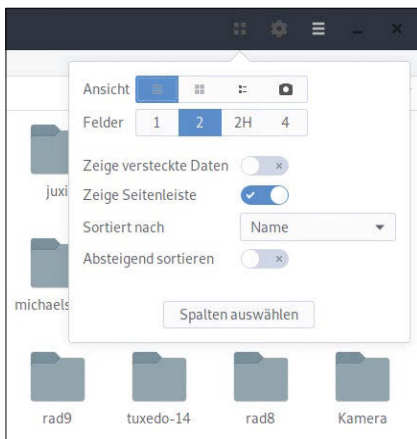 Ansicht
Felder 1 2 2H 4
Zeige versteckte Daten
Zeige Seitenleiste
Sortiert nach Name
Absteigend sortieren
Spalten auswählen
juxi
michaels
rad9 tuxedo-14 rad8 Kamera